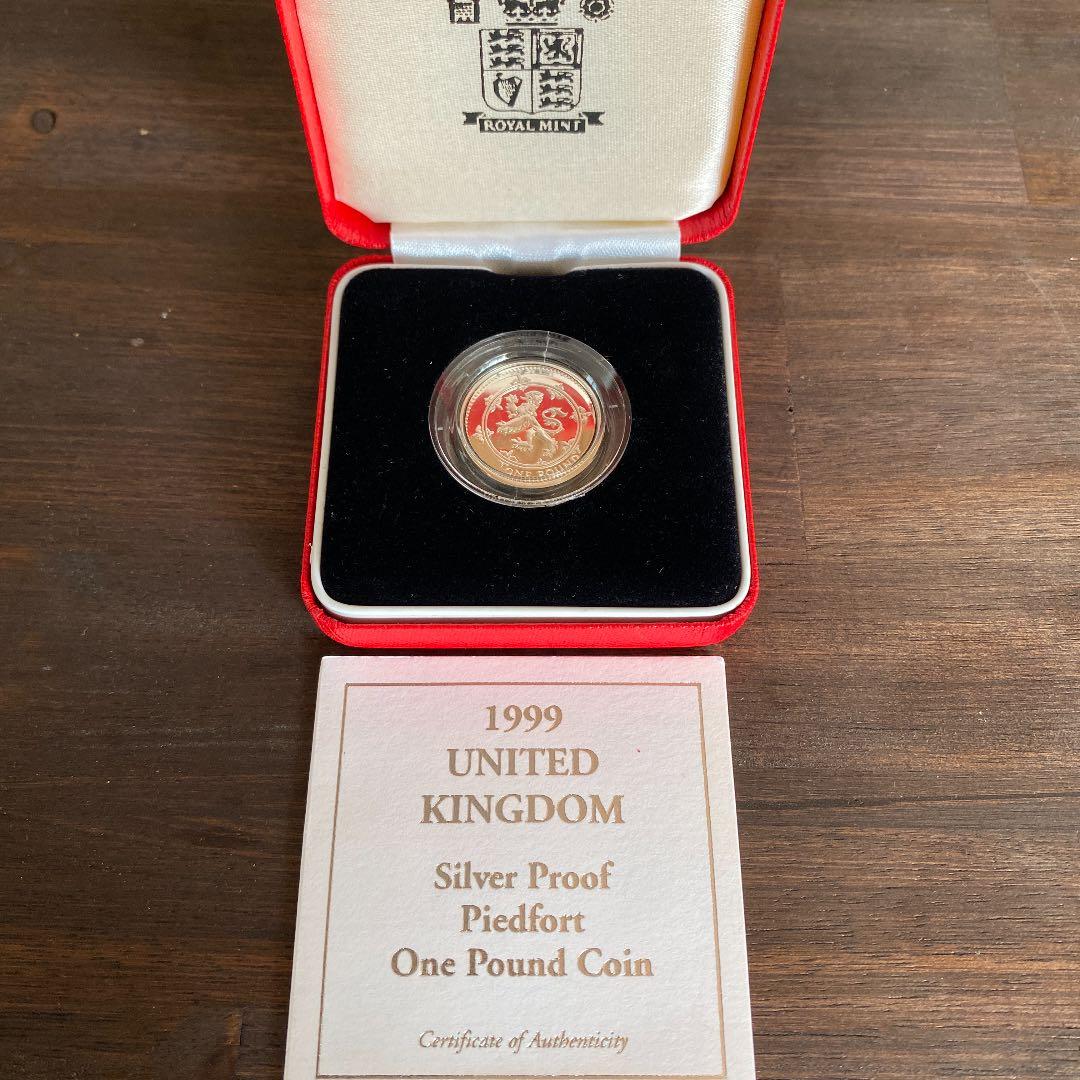 ROYAL MINT
ONE POUND
1999
UNITED
KINGDOM
Silver Proof
Piedfort
One Pound Coin
Certificate of Authenticity